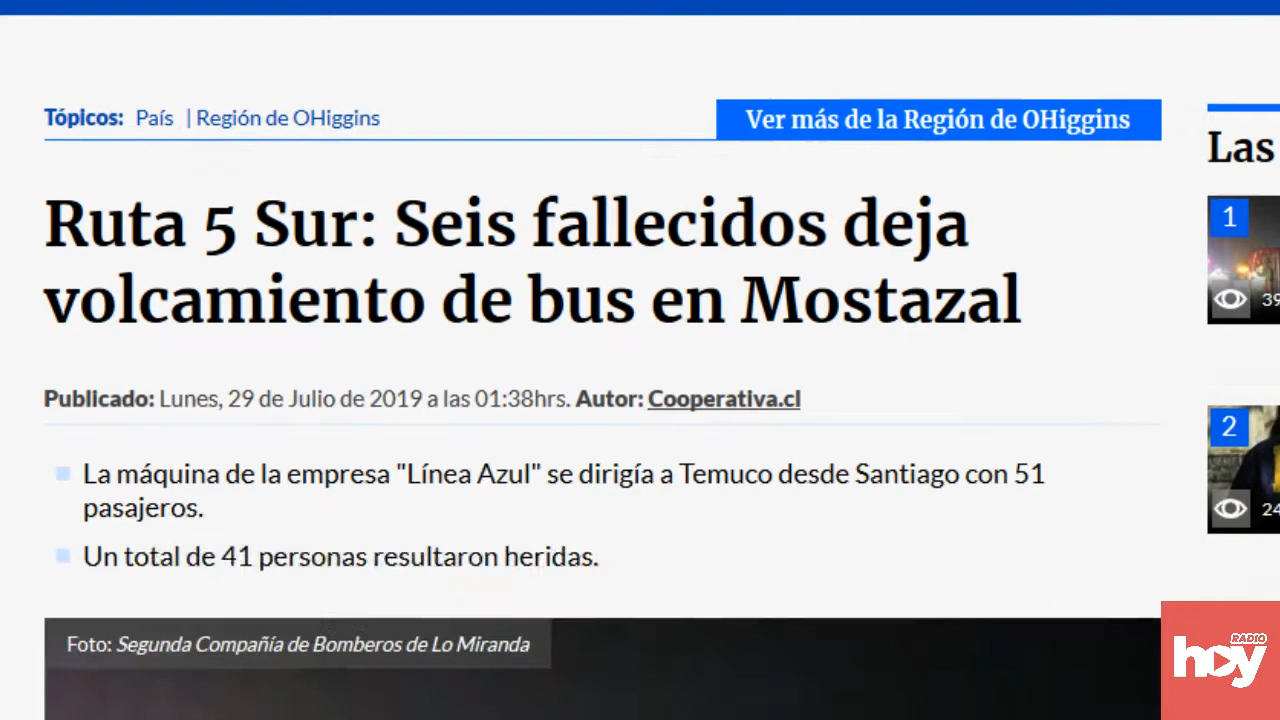 Tópicos: País | Región de OHiggins
Ver más de la Región de OHiggins
Ruta 5 Sur: Seis fallecidos deja
volcamiento de bus en Mostazal
Publicado: Lunes, 29 de Julio de 2019 a las 01:38hrs. Autor: Cooperativa.cl
La máquina de la empresa "Línea Azul" se dirigía a Temuco desde Santiago con 51
pasajeros.
Un total de 41 personas resultaron heridas.
Foto: Segunda Compañía de Bomberos de Lo Miranda
Las
1
39
2
24
RADIO
hoy